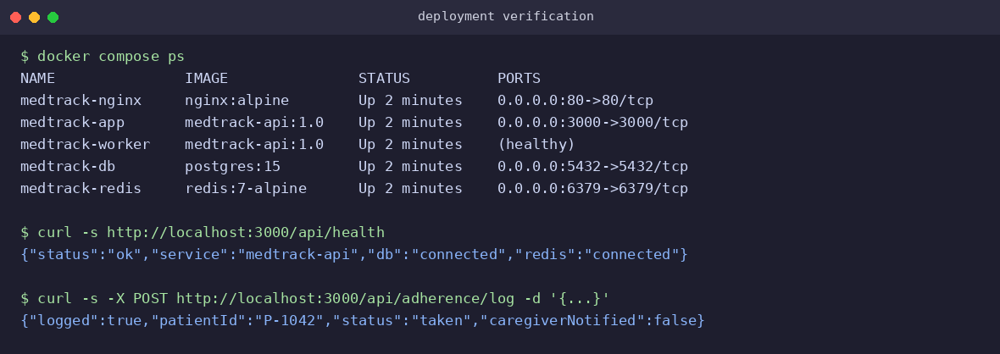 deployment verification
$ docker compose ps
NAME IMAGE STATUS PORTS
medtrack-nginx nginx:alpine Up 2 minutes 0.0.0.0:80->80/tcp
medtrack-app medtrack-api:1.0 Up 2 minutes 0.0.0.0:3000->3000/tcp
medtrack-worker medtrack-api:1.0 Up 2 minutes (healthy)
medtrack-db postgres:15 Up 2 minutes 0.0.0.0:5432->5432/tcp
medtrack-redis redis:7-alpine Up 2 minutes 0.0.0.0:6379->6379/tcp
$ curl -s http://localhost:3000/api/health
{"status":"ok","service":"medtrack-api","db":"connected","redis":"connected"}
$ curl -s -X POST http://localhost:3000/api/adherence/log -d '{...}'
{"logged":true,"patientId":"P-1042","status":"taken","caregiverNotified":false}